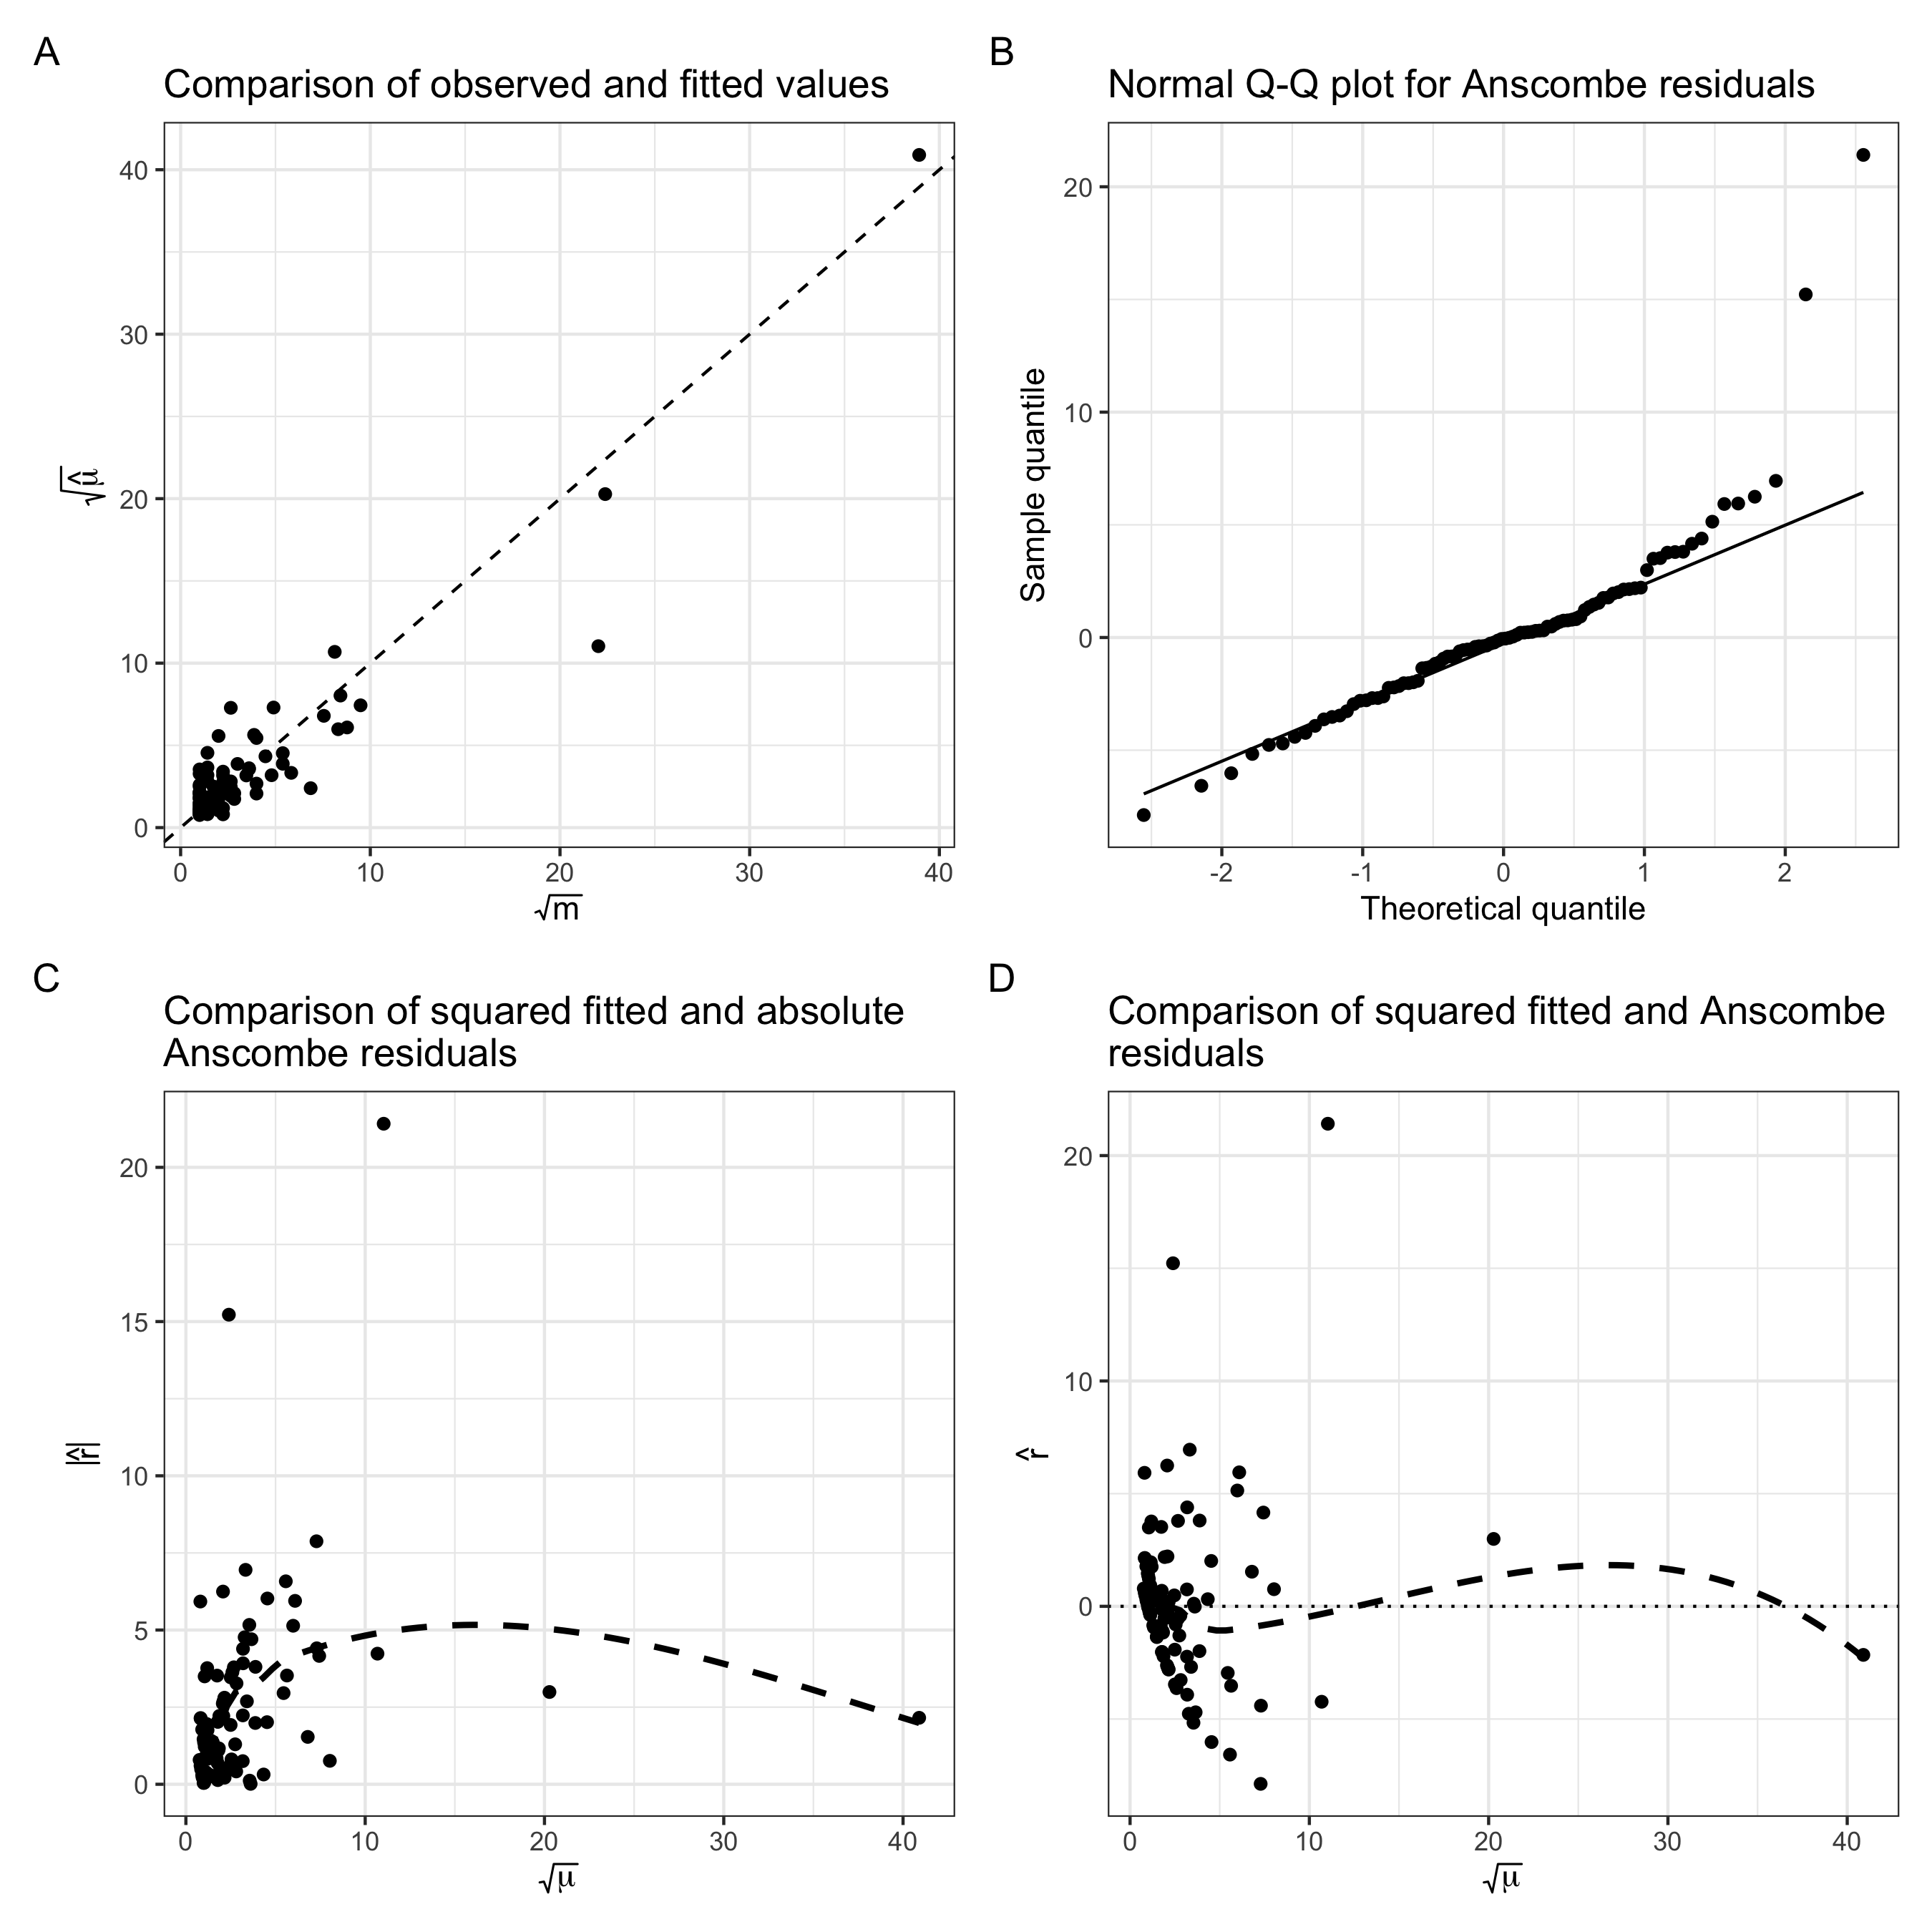 A
Comparison of observed and fitted values
40
30
20
10
0
√μ̂
0 10 20 30 40
√m
B
Normal Q-Q plot for Anscombe residuals
20
10
0
Sample quantile
-2 -1 0 1 2
Theoretical quantile
C
Comparison of squared fitted and absolute
Anscombe residuals
20
15
10
5
0
|r̂|
0 10 20 30 40
√μ
D
Comparison of squared fitted and Anscombe
residuals
20
10
0
r̂
0 10 20 30 40
√μ